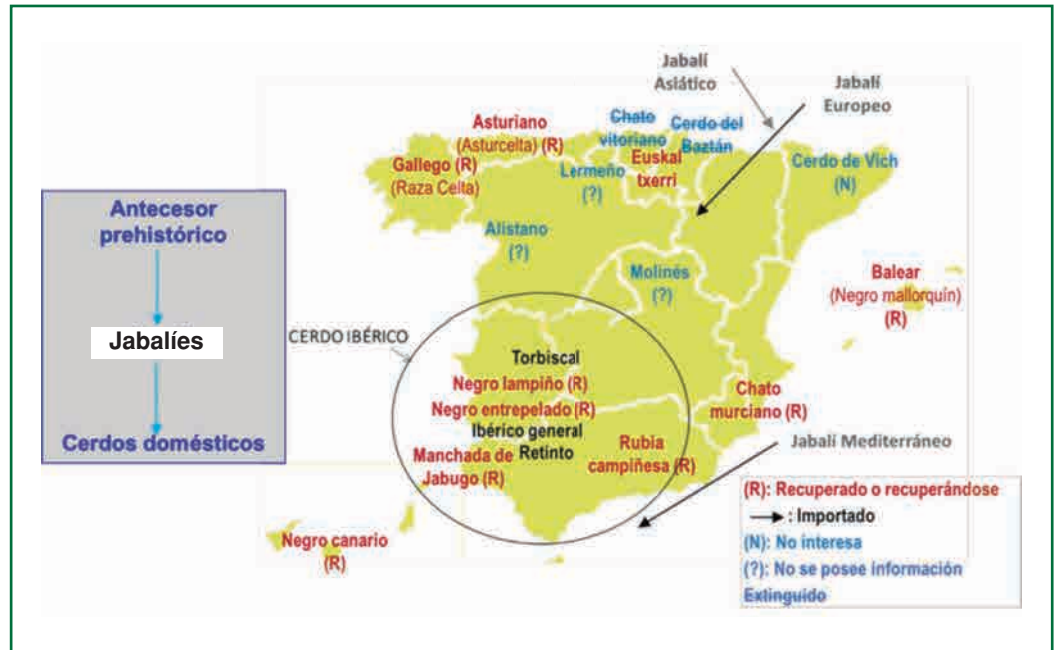 Jabalí
Asiático
Jabalí
Europeo
Asturiano
(Asturcelta) (R)
Gallego (R)
(Raza Celta)
Chato
vitoriano
Cerdo del
Baztán
Euskal
txerri
Lermeño
(?)
Cerdo de Vich
(N)
Antecesor
prehistórico
Jabalíes
Cerdos domésticos
Alistano
(?)
Molinés
(?)
Balear
(Negro mallorquín)
(R)
CERDO IBÉRICO
Torbiscal
Negro lampiño (R)
Negro entrepelado (R)
Ibérico general
Retinto
Manchada de
Jabugo (R)
Rubia
campiñesa (R)
Chato
murciano (R)
Jabalí Mediterráneo
Negro canario
(R)
(R): Recuperado o recuperándose
: Importado
(N): No interesa
(?): No se posee información
Extinguido